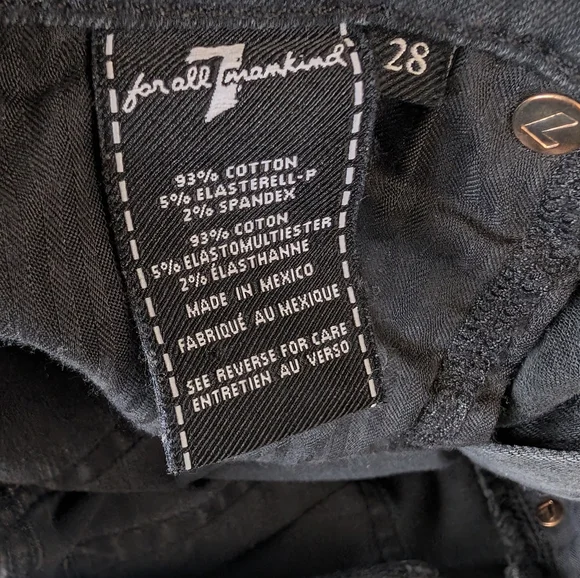 for all 7 mankind
28
93% COTTON
5% ELASTERELL-P
2% SPANDEX
93% COTON
5% ELASTOMULTIESTER
2% ÉLASTHANNE
MADE IN MEXICO
FABRIQUÉ AU MEXIQUE
SEE REVERSE FOR CARE
ENTRETIEN AU VERSO